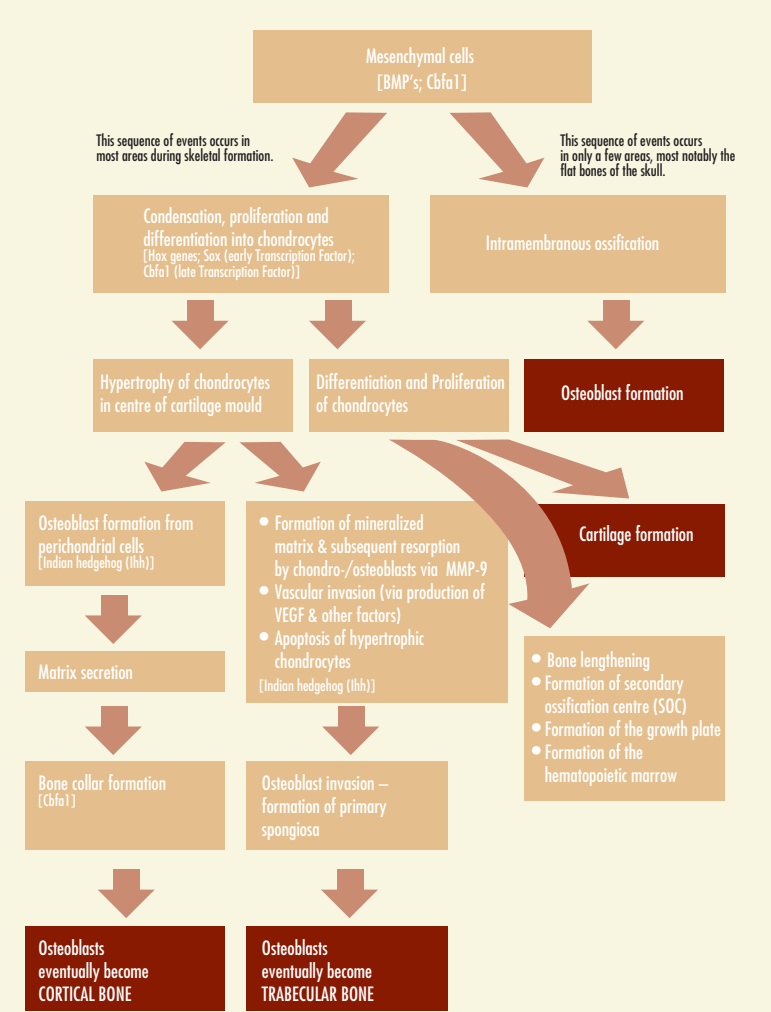 Mesenchymal cells
[BMP's; Cbfa1]
This sequence of events occurs in
most areas during skeletal formation.
This sequence of events occurs
in only a few areas, most notably the
flat bones of the skull.
Condensation, proliferation and
differentiation into chondrocytes
[Hox genes; Sox (early Transcription Factor);
Cbfa1 (late Transcription Factor)]
Intramembranous ossification
Hypertrophy of chondrocytes
in centre of cartilage mould
Differentiation and Proliferation
of chondrocytes
Osteoblast formation
Osteoblast formation from
perichondrial cells
[Indian hedgehog (Ihh)]
• Formation of mineralized
matrix & subsequent resorption
by chondro-/osteoblasts via MMP-9
• Vascular invasion (via production of
VEGF & other factors)
• Apoptosis of hypertrophic
chondrocytes
[Indian hedgehog (Ihh)]
Cartilage formation
Matrix secretion
• Bone lengthening
• Formation of secondary
ossification centre (SOC)
• Formation of the growth plate
• Formation of the
hematopoietic marrow
Bone collar formation
[Cbfa1]
Osteoblast invasion –
formation of primary
spongiosa
Osteoblasts
eventually become
CORTICAL BONE
Osteoblasts
eventually become
TRABECULAR BONE